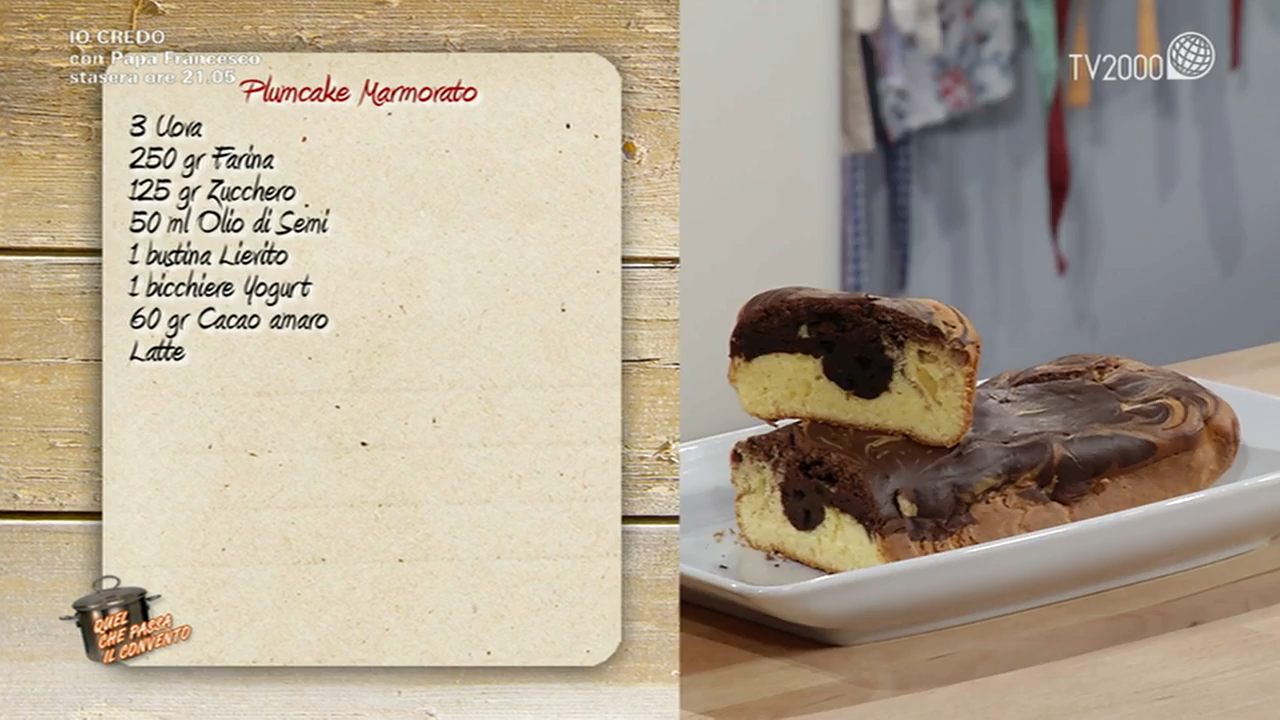 IO CREDO
con Papa Francesco
stasera ore 21.05
Plumcake Marmorato
3 Uova
250 gr Farina
125 gr Zucchero
50 ml Olio di Semi
1 bustina Lievito
1 bicchiere Yogurt
60 gr Cacao amaro
Latte
QUEL
CHE PASSA
IL CONVENTO
TV2000